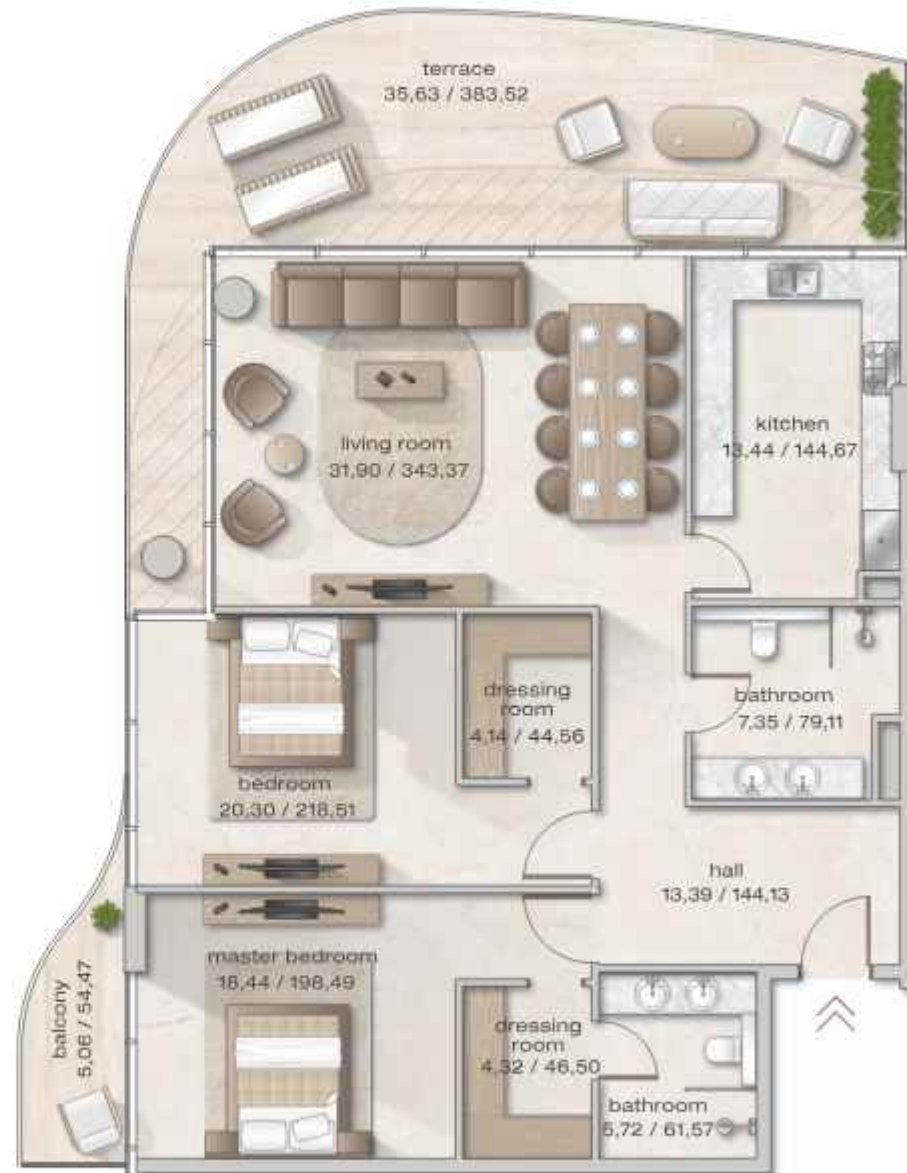 terrace
35,63 / 383,52
kitchen
13,44 / 144,67
living room
31,90 / 343,37
dressing
room
4,14 / 44,56
bathroom
7,35 / 79,11
bedroom
20,30 / 218,51
hall
13,39 / 144,13
master bedroom
18,44 / 198,49
balcony
5,06 / 54,47
dressing
room
4,32 / 46,50
bathroom
5,72 / 61,57